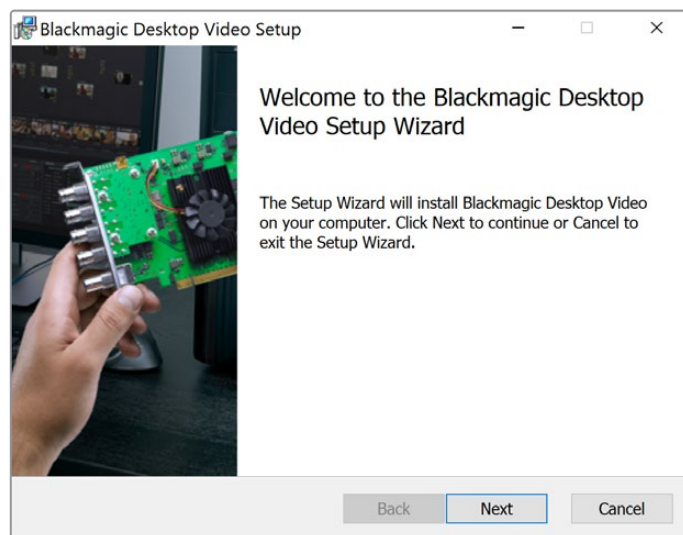 Blackmagic Desktop Video Setup
Welcome to the Blackmagic Desktop
Video Setup Wizard
The Setup Wizard will install Blackmagic Desktop Video
on your computer. Click Next to continue or Cancel to
exit the Setup Wizard.
Back Next Cancel